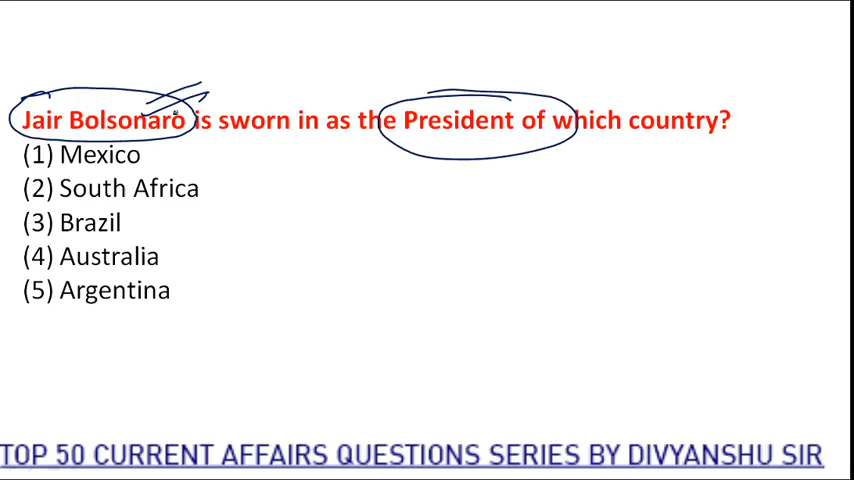 Jair Bolsonaro is sworn in as the President of which country?
(1) Mexico
(2) South Africa
(3) Brazil
(4) Australia
(5) Argentina
TOP 50 CURRENT AFFAIRS QUESTIONS SERIES BY DIVYANSHU SIR